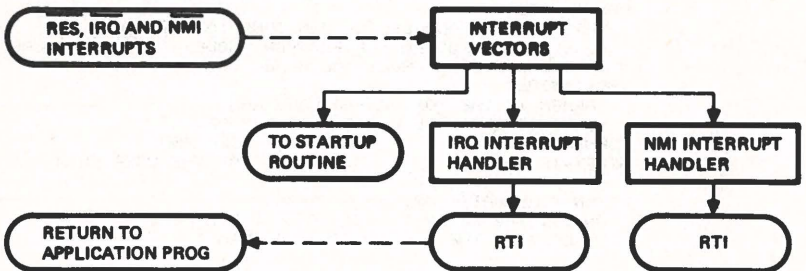 RES, IRQ AND NMI
INTERRUPTS
INTERRUPT
VECTORS
TO STARTUP
ROUTINE
IRQ INTERRUPT
HANDLER
NMI INTERRUPT
HANDLER
RETURN TO
APPLICATION PROG
RTI
RTI